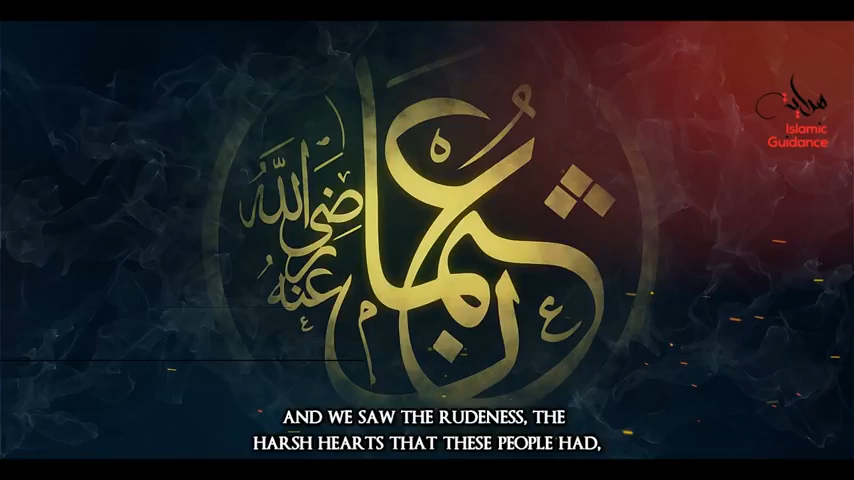 عثمان
رضي الله عنه
هداية
Islamic
Guidance
AND WE SAW THE RUDENESS, THE
HARSH HEARTS THAT THESE PEOPLE HAD,